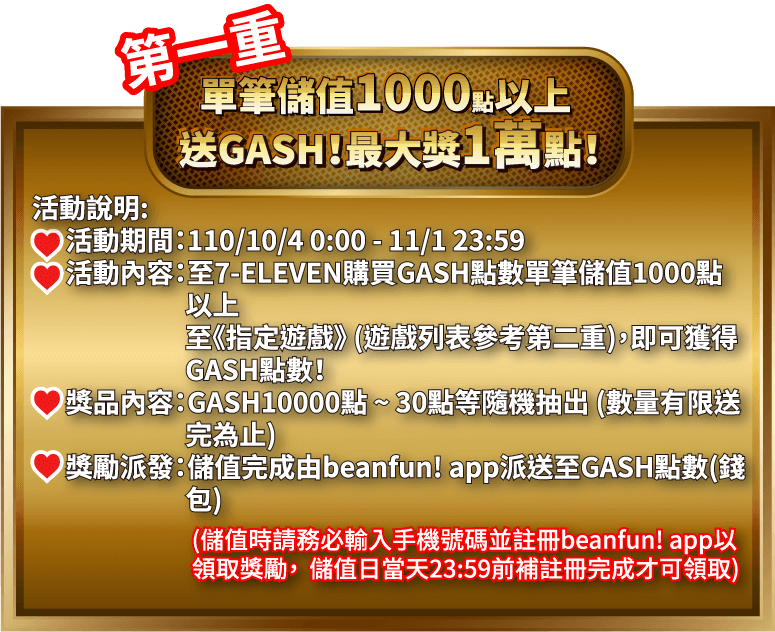 第一重
單筆儲值1000點以上
送GASH!最大獎1萬點!
活動說明:
活動期間:110/10/4 0:00 - 11/1 23:59
活動內容:至7-ELEVEN購買GASH點數單筆儲值1000點
以上
至《指定遊戲》(遊戲列表參考第二重),即可獲得
GASH點數!
獎品內容:GASH10000點 ~ 30點等隨機抽出 (數量有限送
完為止)
獎勵派發:儲值完成由beanfun! app派送至GASH點數(錢
包)
(儲值時請務必輸入手機號碼並註冊beanfun! app以
領取獎勵, 儲值日當天23:59前補註冊完成才可領取)